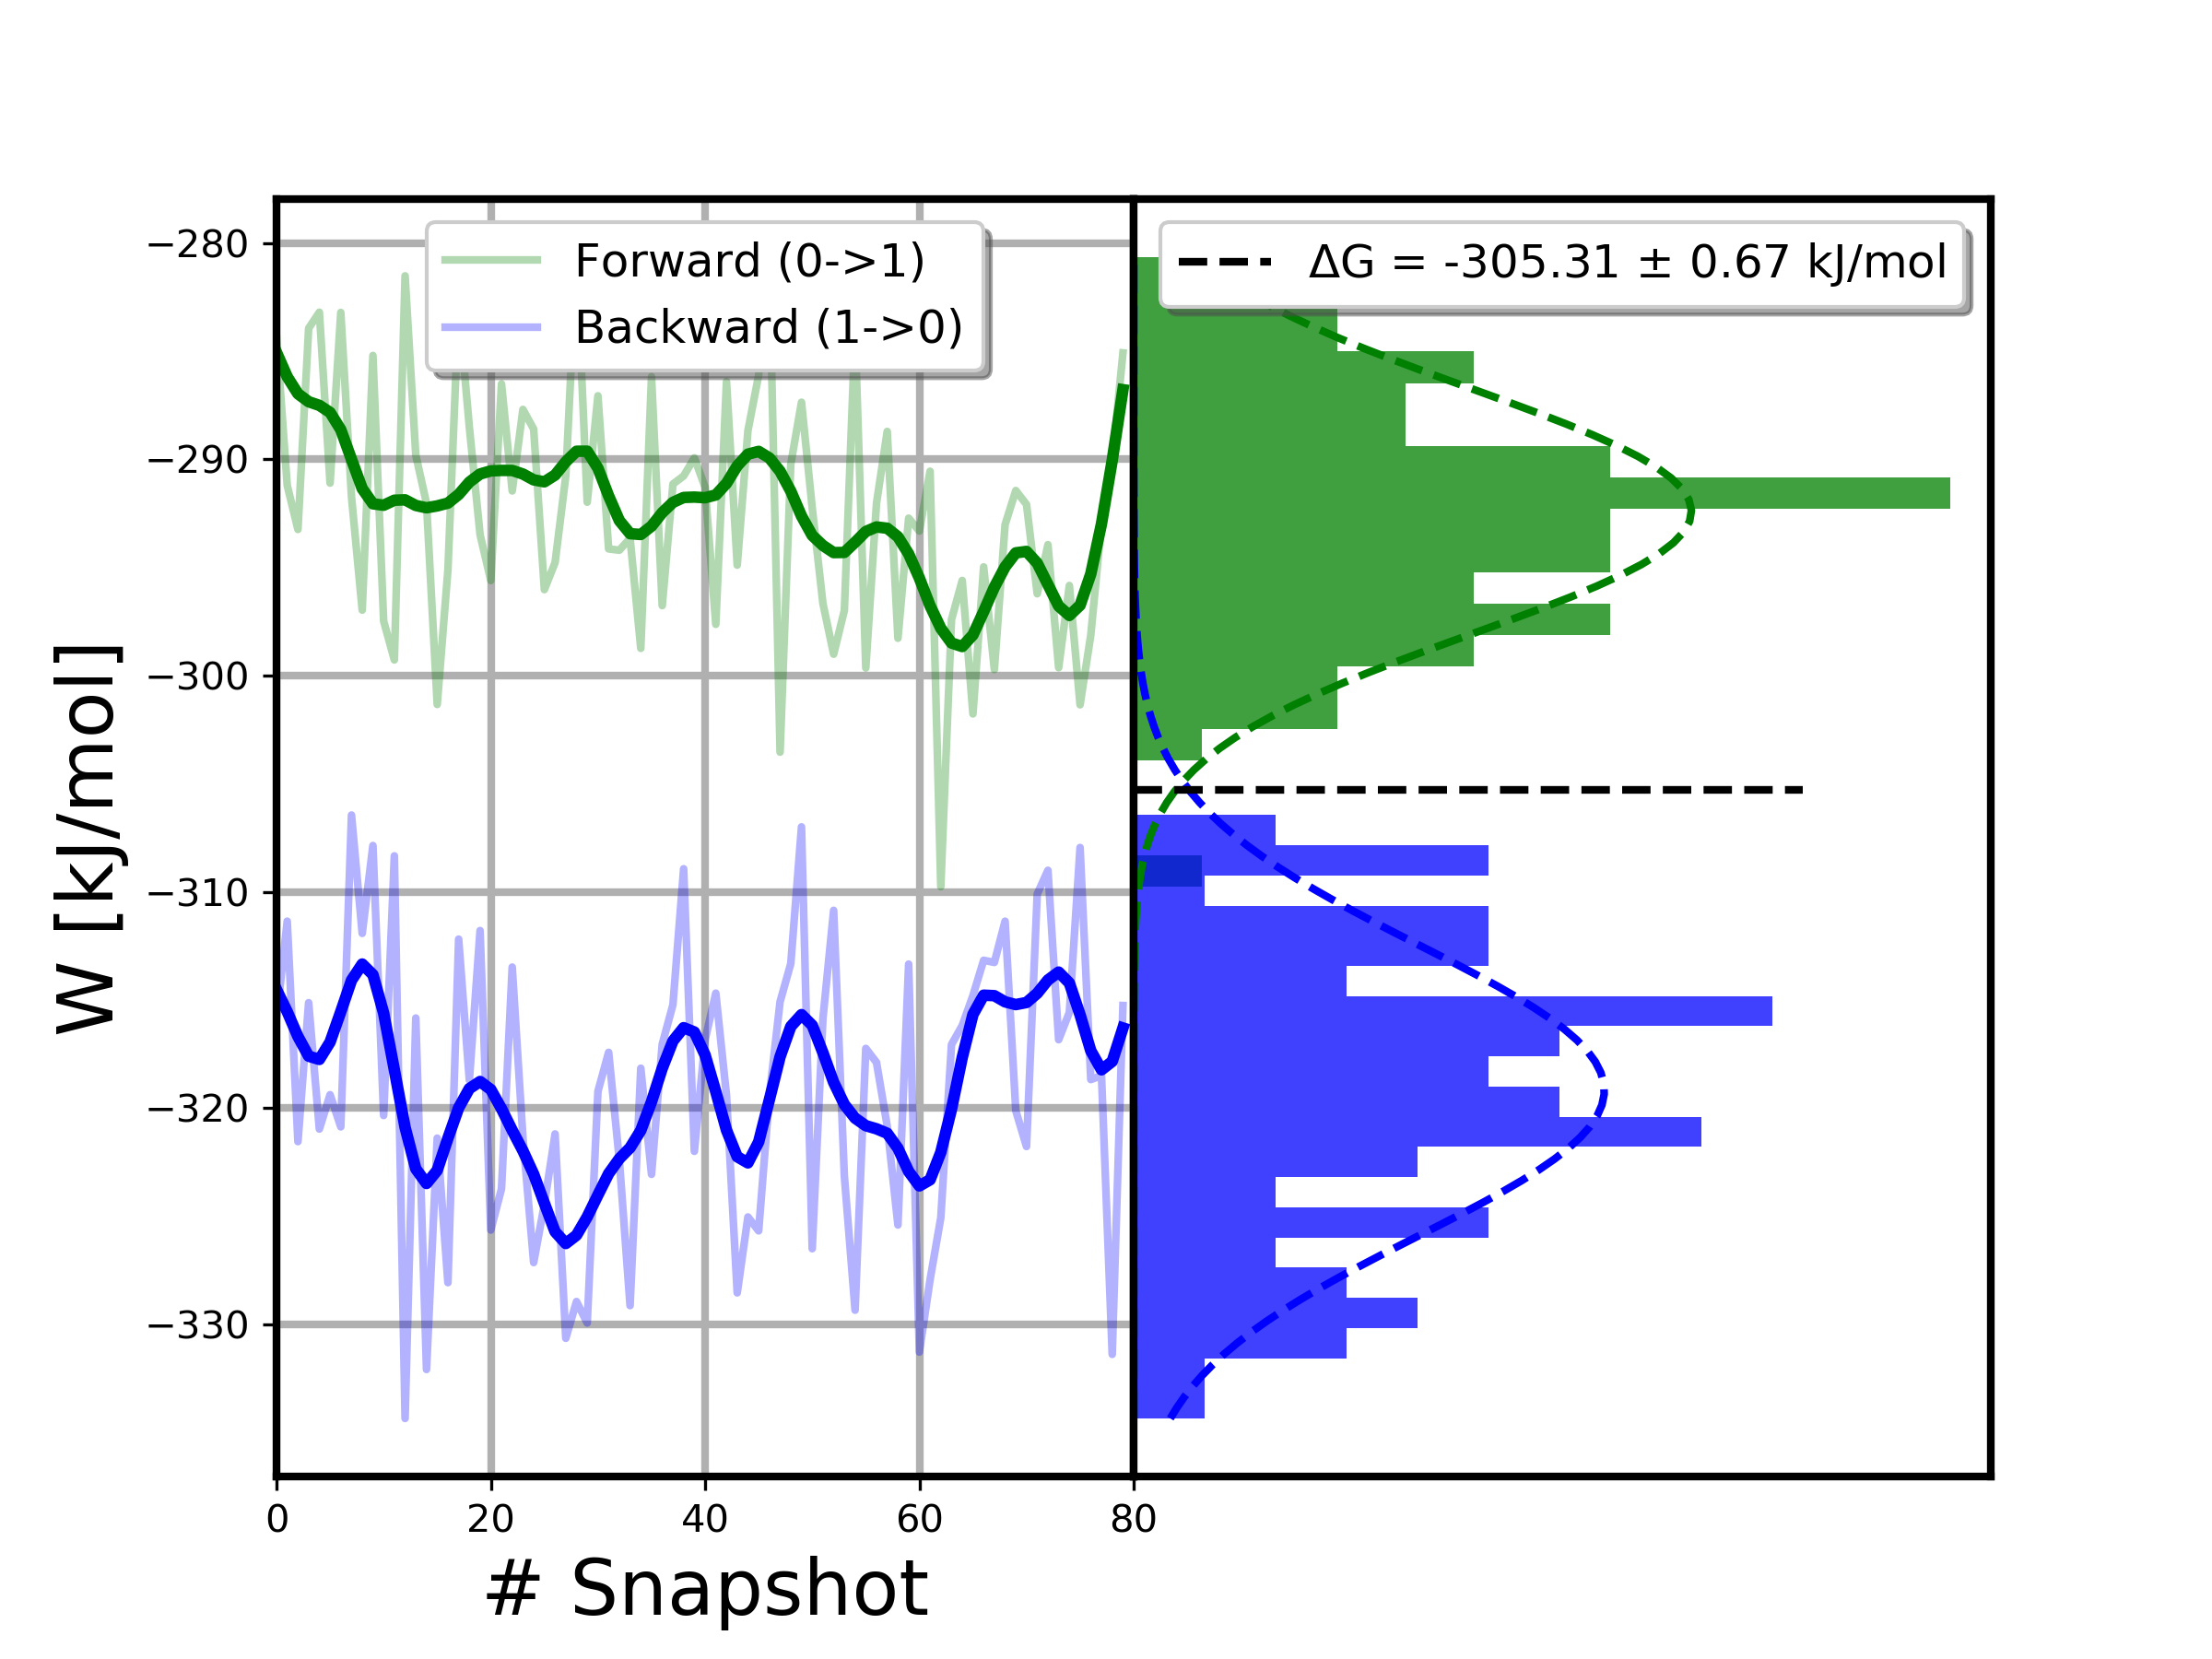 Forward (0->1)
Backward (1->0)
ΔG = -305.31 ± 0.67 kJ/mol
W [kJ/mol]
−280
−290
−300
−310
−320
−330
0 20 40 60 80
# Snapshot